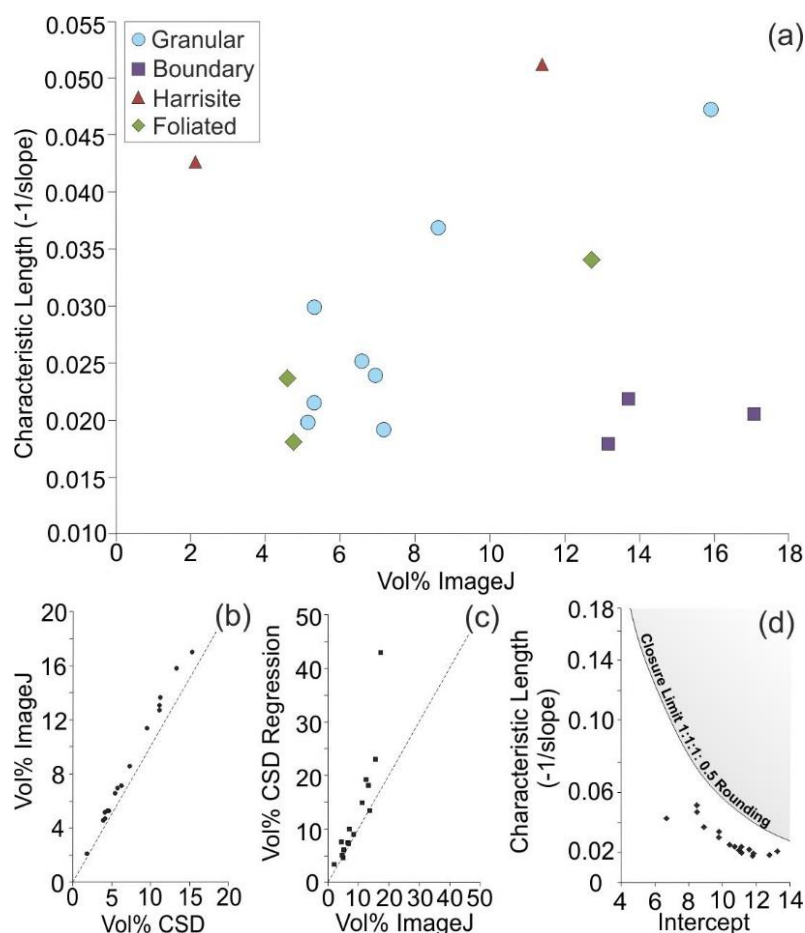 (a)
Granular
Boundary
Harrisite
Foliated
Characteristic Length (-1/slope)
0.055
0.050
0.045
0.040
0.035
0.030
0.025
0.020
0.015
0.010
0 2 4 6 8 10 12 14 16 18
Vol% ImageJ
(b)
Vol% ImageJ
20
16
12
8
4
0
0 5 10 15 20
Vol% CSD
(c)
Vol% CSD Regression
50
40
30
20
10
0
0 10 20 30 40 50
Vol% ImageJ
(d)
Characteristic Length
(-1/slope)
0.18
0.14
0.10
0.06
0.02
0
Closure Limit 1:1:1: 0.5 Rounding
4 6 8 10 12 14
Intercept